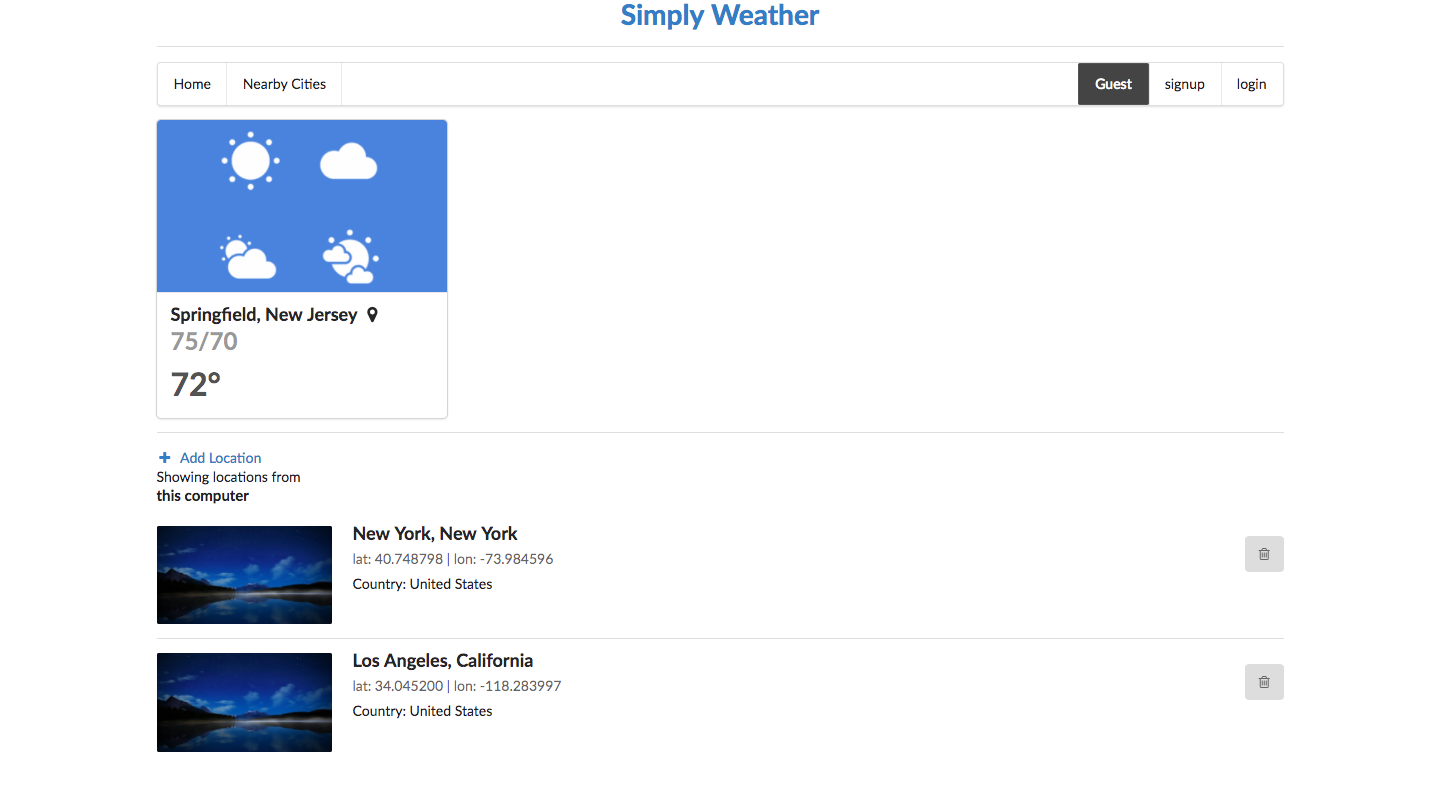 Simply Weather
Home Nearby Cities Guest signup login
Springfield, New Jersey
75/70
72°
Add Location
Showing locations from
this computer
New York, New York
lat: 40.748798 | lon: -73.984596
Country: United States
Los Angeles, California
lat: 34.045200 | lon: -118.283997
Country: United States